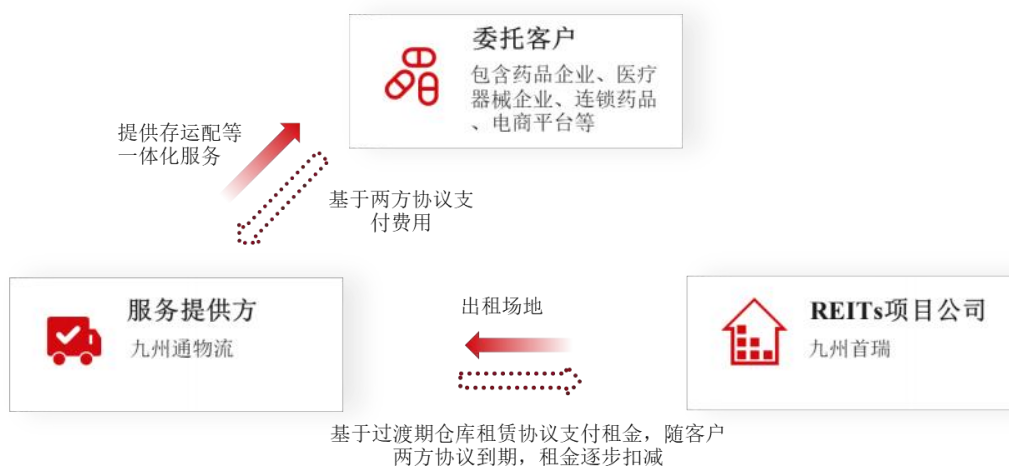 委托客户
包含药品企业、医疗
器械企业、连锁药品
、电商平台等
提供存运配等
一体化服务
基于两方协议支
付费用
服务提供方
九州通物流
出租场地
REITs项目公司
九州首瑞
基于过渡期仓库租赁协议支付租金，随客户
两方协议到期，租金逐步扣减